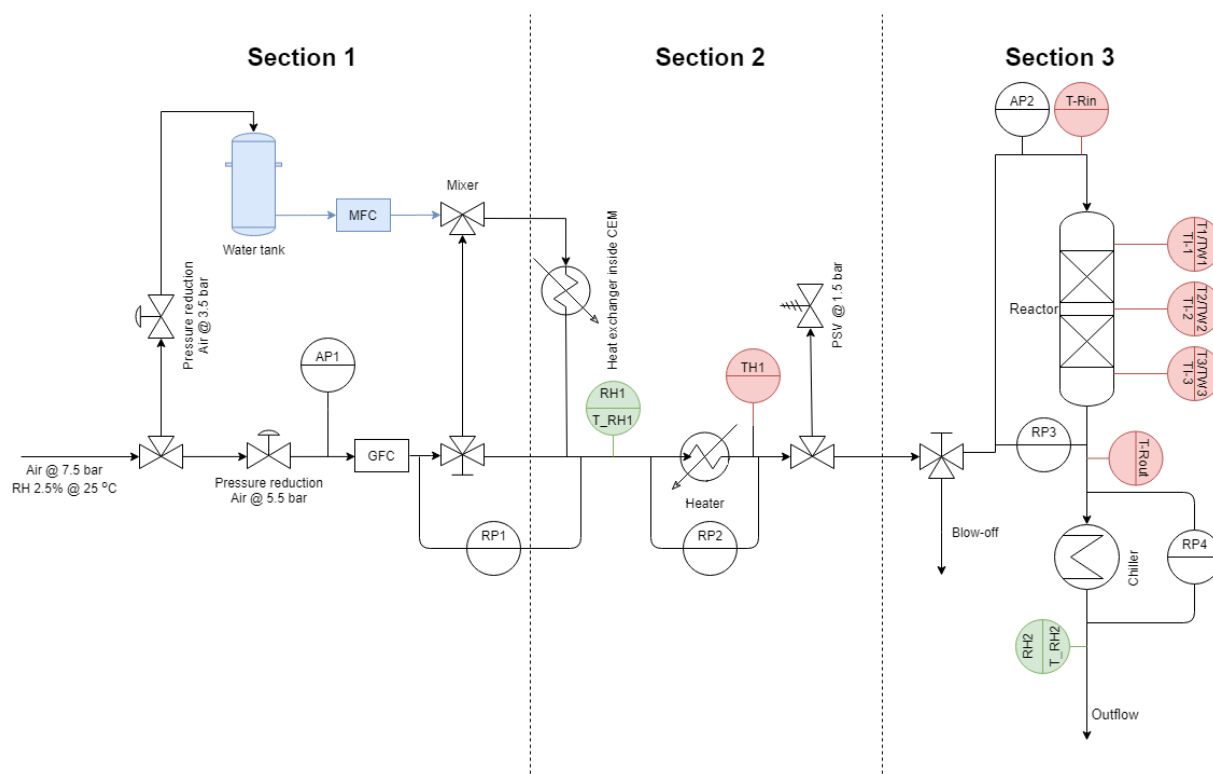 Section 1
Section 2
Section 3
AP2
T-Rin
Mixer
MFC
Water tank
Pressure reduction
Air @ 3.5 bar
Heat exchanger inside CEM
PSV @ 1.5 bar
Reactor
T1/TW1
TI-1
T2/TW2
TI-2
T3/TW3
TI-3
AP1
RH1
T_RH1
TH1
RP3
GFC
T-Rout
Air @ 7.5 bar
RH 2.5% @ 25 ⁰C
Pressure reduction
Air @ 5.5 bar
Heater
RP1
RP2
Blow-off
Chiller
RP4
RH2
T_RH2
Outflow